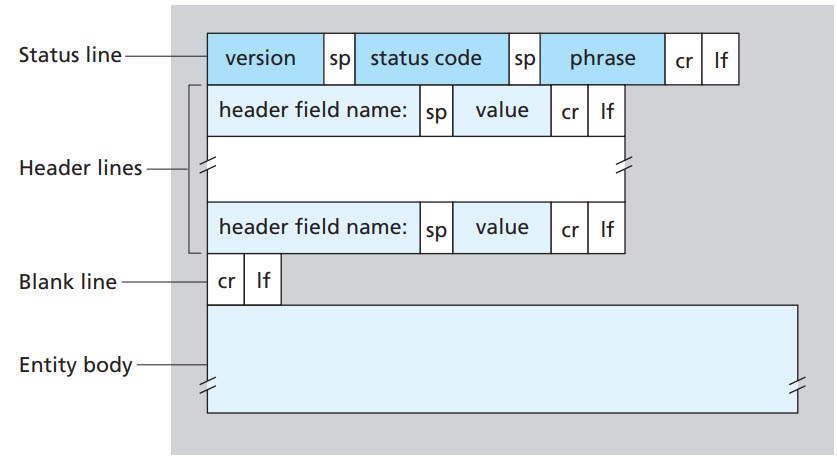 Status line
version sp status code sp phrase cr lf
header field name: sp value cr lf
Header lines
header field name: sp value cr lf
Blank line
cr lf
Entity body